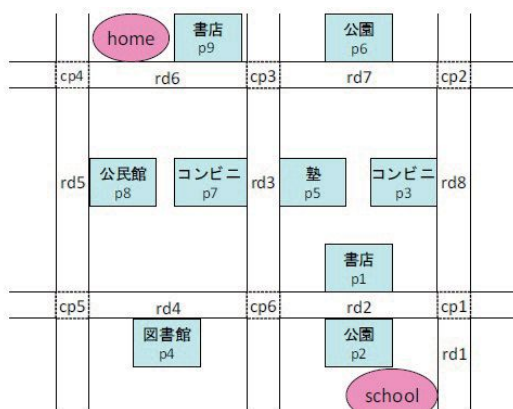 home
書店
p9
公園
p6
cp4
rd6
cp3
rd7
cp2
rd5
公民館
p8
コンビニ
p7
rd3
塾
p5
コンビニ
p3
rd8
書店
p1
cp5
rd4
cp6
rd2
cp1
図書館
p4
公園
p2
rd1
school